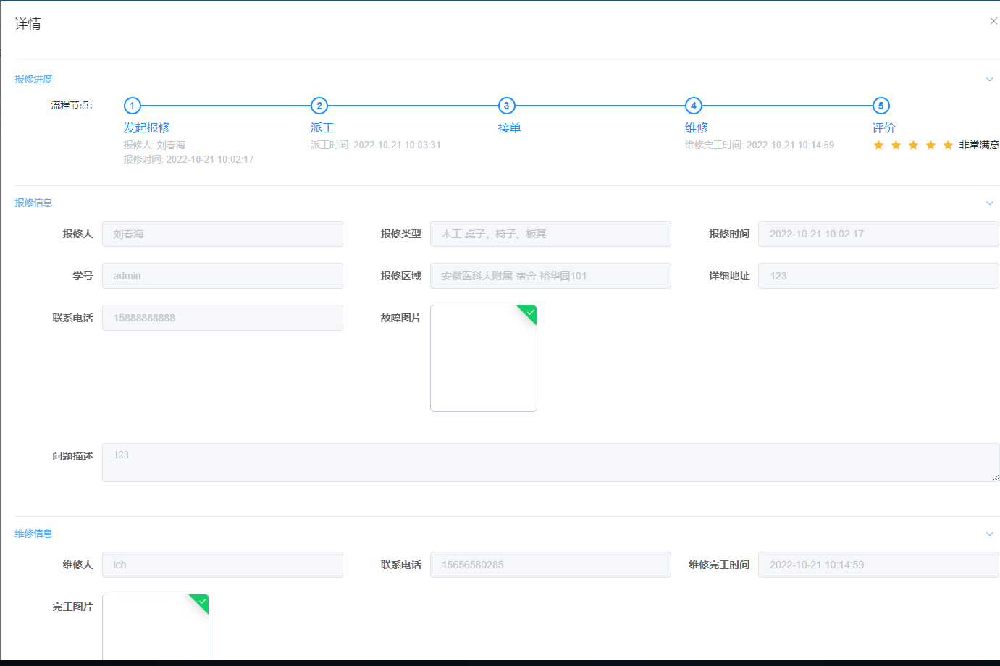 详情
报修进度
流程节点:
1 2 3 4 5
发起报修 派工 接单 维修 评价
报修人: 刘春海 派工时间: 2022-10-21 10:03:31 维修完工时间: 2022-10-21 10:14:59 非常满意
报修时间: 2022-10-21 10:02:17
报修信息
报修人 刘春海 报修类型 木工-桌子、椅子、板凳 报修时间 2022-10-21 10:02:17
学号 admin 报修区域 安徽医科大附属-宿舍-裕华园101 详细地址 123
联系电话 15888888888 故障图片
问题描述 123
维修信息
维修人 lch 联系电话 15656580285 维修完工时间 2022-10-21 10:14:59
完工图片